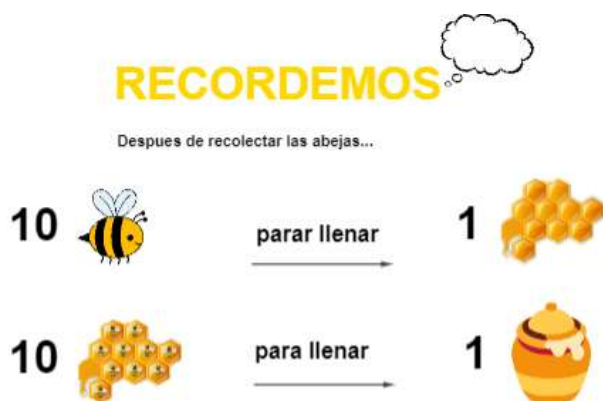 RECORDEMOS
Despues de recolectar las abejas...
10 parar llenar 1
10 para llenar 1